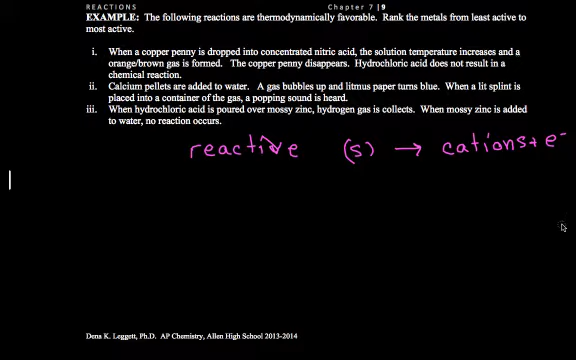 REACTIONS Chapter 7 | 9
EXAMPLE: The following reactions are thermodynamically favorable. Rank the metals from least active to
most active.
i. When a copper penny is dropped into concentrated nitric acid, the solution temperature increases and a
orange/brown gas is formed. The copper penny disappears. Hydrochloric acid does not result in a
chemical reaction.
ii. Calcium pellets are added to water. A gas bubbles up and litmus paper turns blue. When a lit splint is
placed into a container of the gas, a popping sound is heard.
iii. When hydrochloric acid is poured over mossy zinc, hydrogen gas is collects. When mossy zinc is added
to water, no reaction occurs.
reactive (s) → cations + e⁻
Dena K. Leggett, Ph.D. AP Chemistry, Allen High School 2013-2014